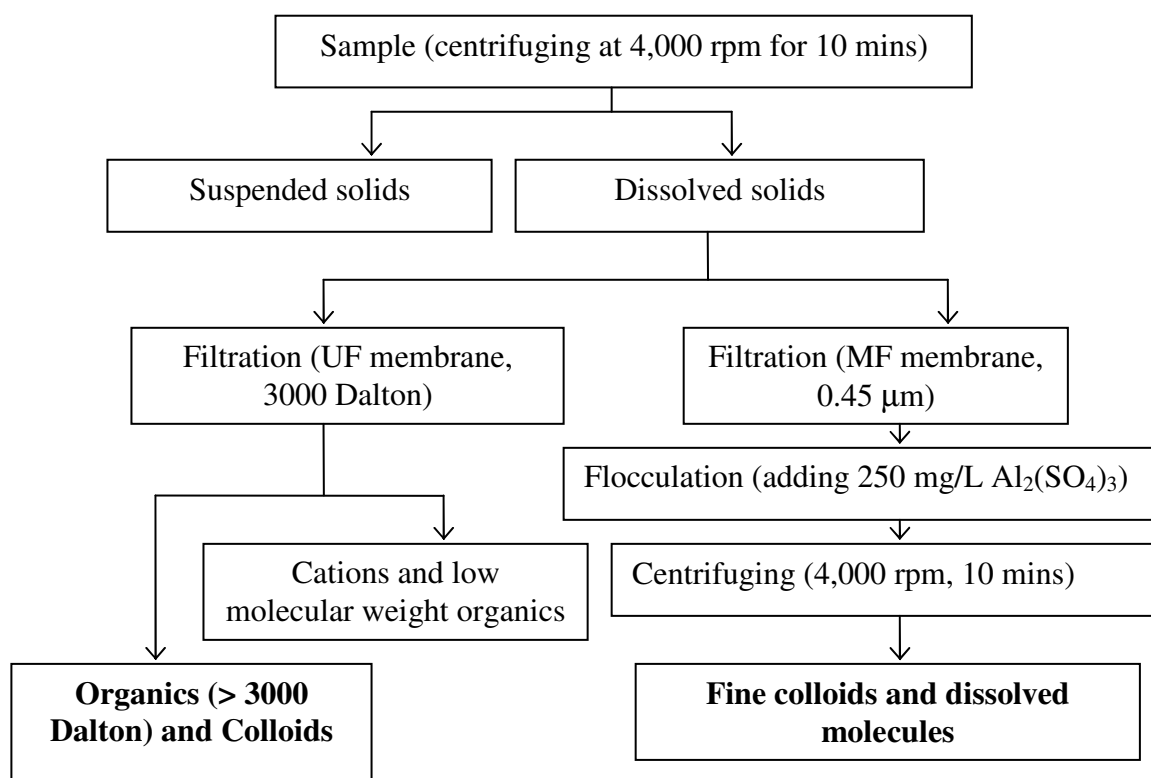 Sample (centrifuging at 4,000 rpm for 10 mins)
Suspended solids
Dissolved solids
Filtration (UF membrane,
3000 Dalton)
Filtration (MF membrane,
0.45 μm)
Flocculation (adding 250 mg/L Al₂(SO₄)₃)
Cations and low
molecular weight organics
Centrifuging (4,000 rpm, 10 mins)
Organics (> 3000
Dalton) and Colloids
Fine colloids and dissolved
molecules